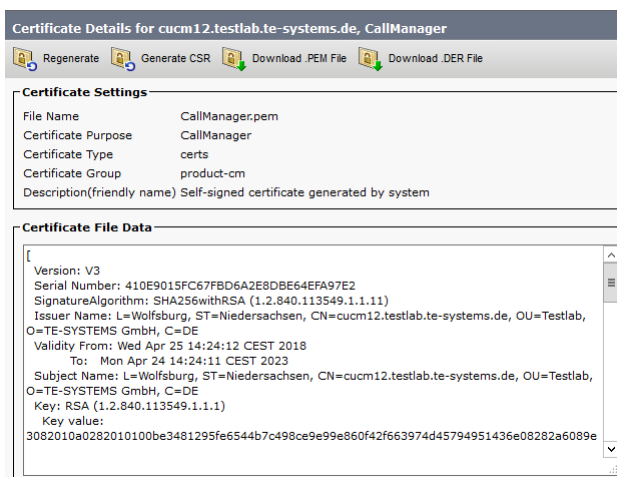 Certificate Details for cucm12.testlab.te-systems.de, CallManager
Regenerate Generate CSR Download .PEM File Download .DER File
Certificate Settings
File Name CallManager.pem
Certificate Purpose CallManager
Certificate Type certs
Certificate Group product-cm
Description(friendly name) Self-signed certificate generated by system
Certificate File Data
[
Version: V3
Serial Number: 410E9015FC67FBD6A2E8DBE64EFA97E2
SignatureAlgorithm: SHA256withRSA (1.2.840.113549.1.1.11)
Issuer Name: L=Wolfsburg, ST=Niedersachsen, CN=cucm12.testlab.te-systems.de, OU=Testlab,
O=TE-SYSTEMS GmbH, C=DE
Validity From: Wed Apr 25 14:24:12 CEST 2018
To: Mon Apr 24 14:24:11 CEST 2023
Subject Name: L=Wolfsburg, ST=Niedersachsen, CN=cucm12.testlab.te-systems.de, OU=Testlab,
O=TE-SYSTEMS GmbH, C=DE
Key: RSA (1.2.840.113549.1.1.1)
Key value:
3082010a0282010100be3481295fe6544b7c498ce9e99e860f42f663974d45794951436e08282a6089e